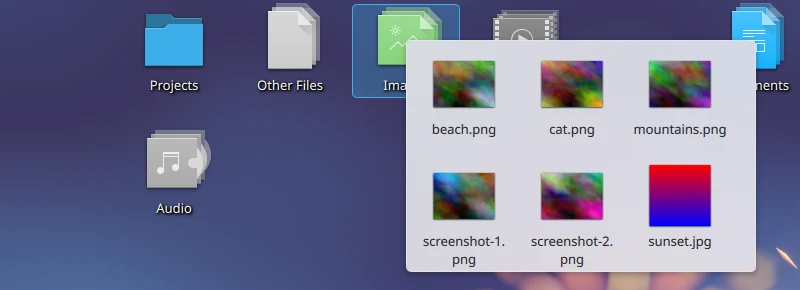 Projects
Other Files
Ima
ments
beach.png
cat.png
mountains.png
screenshot-1.
png
screenshot-2.
png
sunset.jpg
Audio